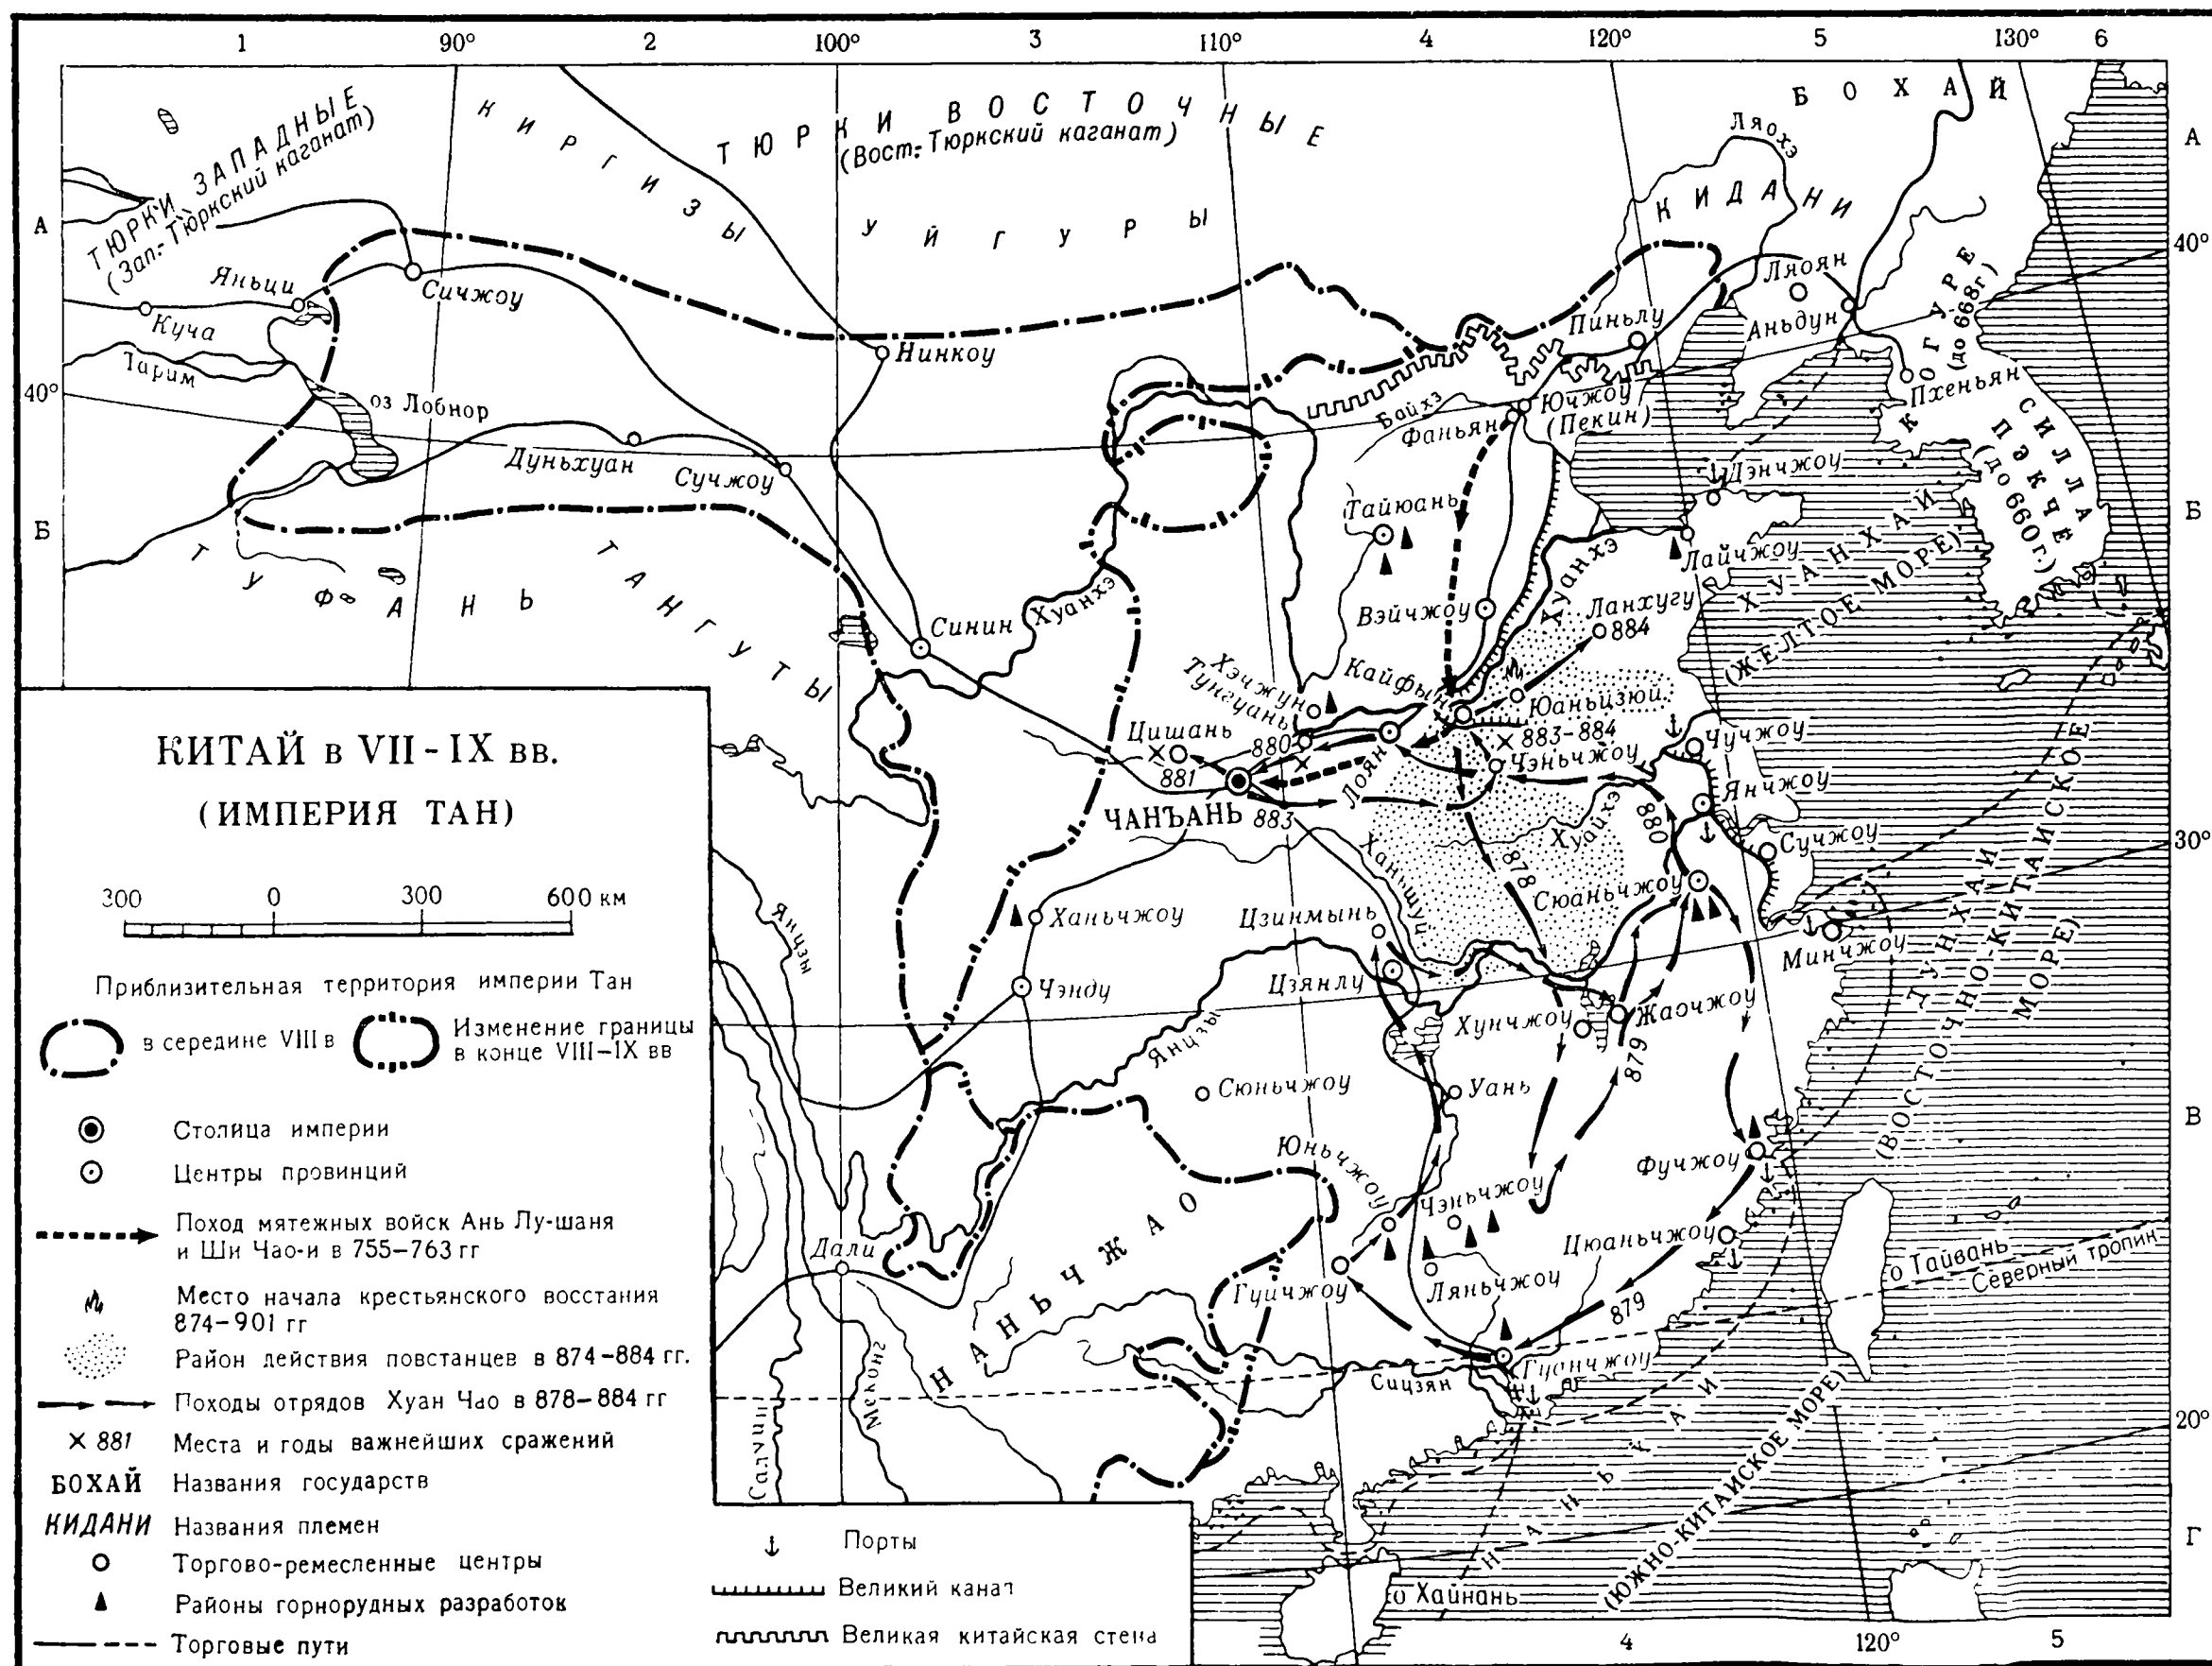 1 90° 2 100° 3 110° 4 120° 5 130° 6
А
Б
В
Г
А
Б
40°
40°
30°
20°
4 120° 5
ТЮРКИ ЗАПАДНЫЕ
(Зап.-Тюркский каганат)
КИРГИЗЫ
ТЮРКИ ВОСТОЧНЫЕ
(Вост.-Тюркский каганат)
УЙГУРЫ
БОХАЙ
Ляохэ
КИДАНИ
Яньци
Сичжоу
Куча
Тарим
оз Лобнор
Нинкоу
Дуньхуан
Сучжоу
Ляоян
Пиньлу
Аньдун
Пхеньян
КОГУРЕ
(до 668г.)
СИЛЛА
ПЭКЧЕ
(до 660г.)
Байхэ
Ючжоу
(Пекин)
Фаньян
Дэнчжоу
Тайюань
Лайчжоу
ХУАНХАЙ
(ЖЕЛТОЕ МОРЕ)
ТУФАНЬ
ТАНГУТЫ
Синин
Хуанхэ
Хуанхэ
Вэйчжоу
Ланхугу
884
Хэчжун
Тунгуань
880
Кайфын
Юаньцзюй
883-884
Цишань
881
Лоян
Чэньчжоу
Чучжоу
Янчжоу
ЧАНЪАНЬ
883
Хуайхэ
880
Сучжоу
878
Ханьшуй
Сюаньчжоу
Минчжоу
ДУНХАЙ
(ВОСТОЧНО-КИТАЙСКОЕ
МОРЕ)
Янцзы
Ханьчжоу
Цзинмынь
Чэнду
Цзянлу
Хунчжоу
Жаочжоу
879
Янцзы
Сюньчжоу
Уань
Юньчжоу
Чэньчжоу
Фучжоу
Цюаньчжоу
о Тайвань
Северный тропик
Дали
НАНЬЧЖАО
Гуйчжоу
Ляньчжоу
879
Гуанчжоу
Сицзян
Салуин
Меконг
НАНЬХАЙ
(ЮЖНО-КИТАЙСКОЕ МОРЕ)
о Хайнань
КИТАЙ в VII-IX вв.
(ИМПЕРИЯ ТАН)
300 0 300 600 км
Приблизительная территория империи Тан
в середине VIII в
Изменение границы
в конце VIII-IX вв
Столица империи
Центры провинций
Поход мятежных войск Ань Лу-шаня
и Ши Чао-и в 755-763 гг
Место начала крестьянского восстания
874-901 гг
Район действия повстанцев в 874-884 гг.
Походы отрядов Хуан Чао в 878-884 гг
881 Места и годы важнейших сражений
БОХАЙ Названия государств
КИДАНИ Названия племен
Торгово-ремесленные центры
Районы горнорудных разработок
Торговые пути
Порты
Великий канал
Великая китайская стена